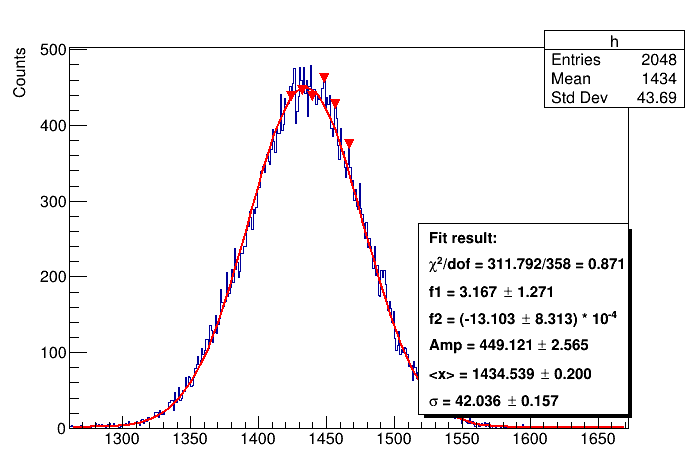 h
Entries 2048
Mean 1434
Std Dev 43.69
Counts
500
400
300
200
100
0
Fit result:
χ²/dof = 311.792/358 = 0.871
f1 = 3.167 ± 1.271
f2 = (-13.103 ± 8.313) * 10⁻⁴
Amp = 449.121 ± 2.565
<x> = 1434.539 ± 0.200
σ = 42.036 ± 0.157
1300 1350 1400 1450 1500 1550 1600 1650